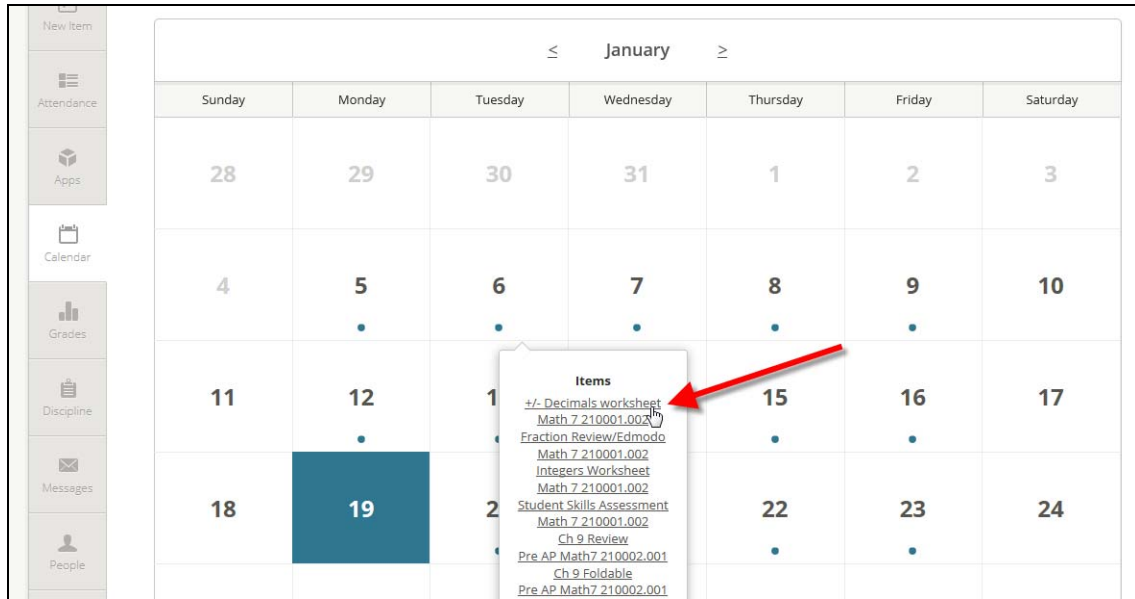 New Item
Attendance
Apps
Calendar
Grades
Discipline
Messages
People
< January >
Sunday Monday Tuesday Wednesday Thursday Friday Saturday
28 29 30 31 1 2 3
4 5 6 7 8 9 10
11 12 1 15 16 17
18 19 2 22 23 24
Items
+/- Decimals worksheet
Math 7 210001.002
Fraction Review/Edmodo
Math 7 210001.002
Integers Worksheet
Math 7 210001.002
Student Skills Assessment
Math 7 210001.002
Ch 9 Review
Pre AP Math7 210002.001
Ch 9 Foldable
Pre AP Math7 210002.001